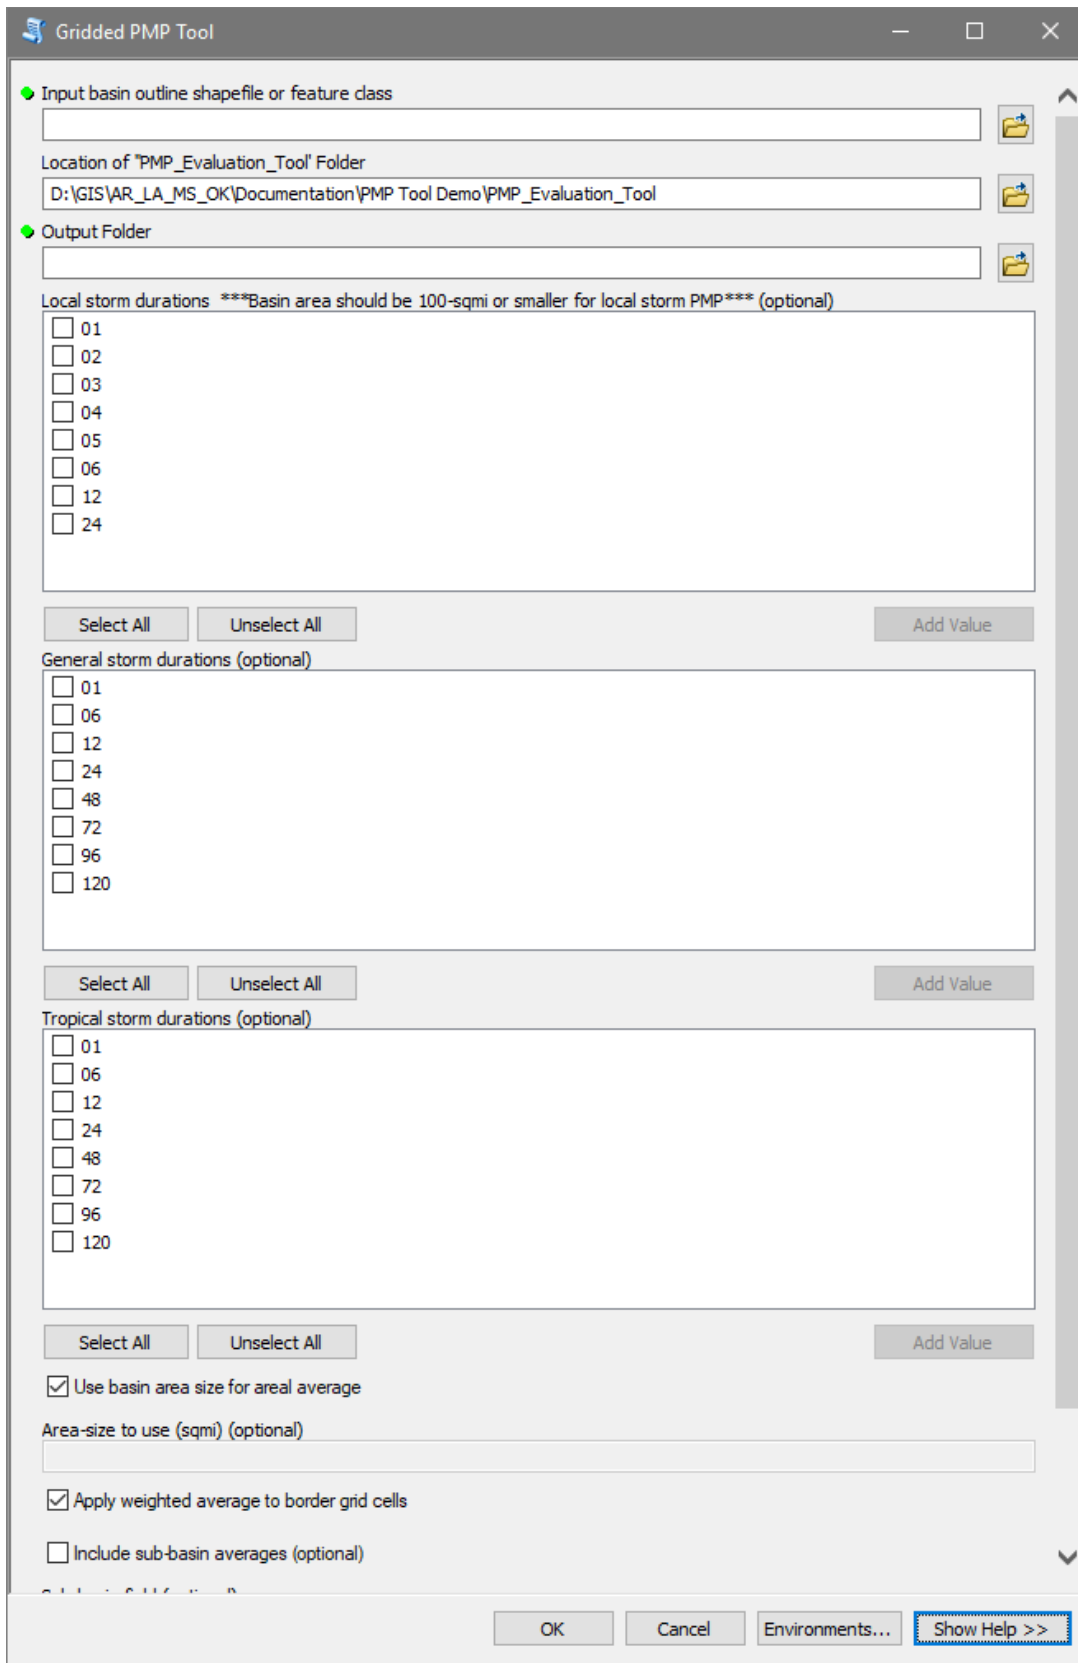 Gridded PMP Tool
Input basin outline shapefile or feature class
Location of "PMP_Evaluation_Tool' Folder
D:\GIS\AR_LA_MS_OK\Documentation\PMP Tool Demo\PMP_Evaluation_Tool
Output Folder
Local storm durations ***Basin area should be 100-sqmi or smaller for local storm PMP*** (optional)
01
02
03
04
05
06
12
24
Select All Unselect All Add Value
General storm durations (optional)
01
06
12
24
48
72
96
120
Select All Unselect All Add Value
Tropical storm durations (optional)
01
06
12
24
48
72
96
120
Select All Unselect All Add Value
Use basin area size for areal average
Area-size to use (sqmi) (optional)
Apply weighted average to border grid cells
Include sub-basin averages (optional)
OK Cancel Environments... Show Help >>